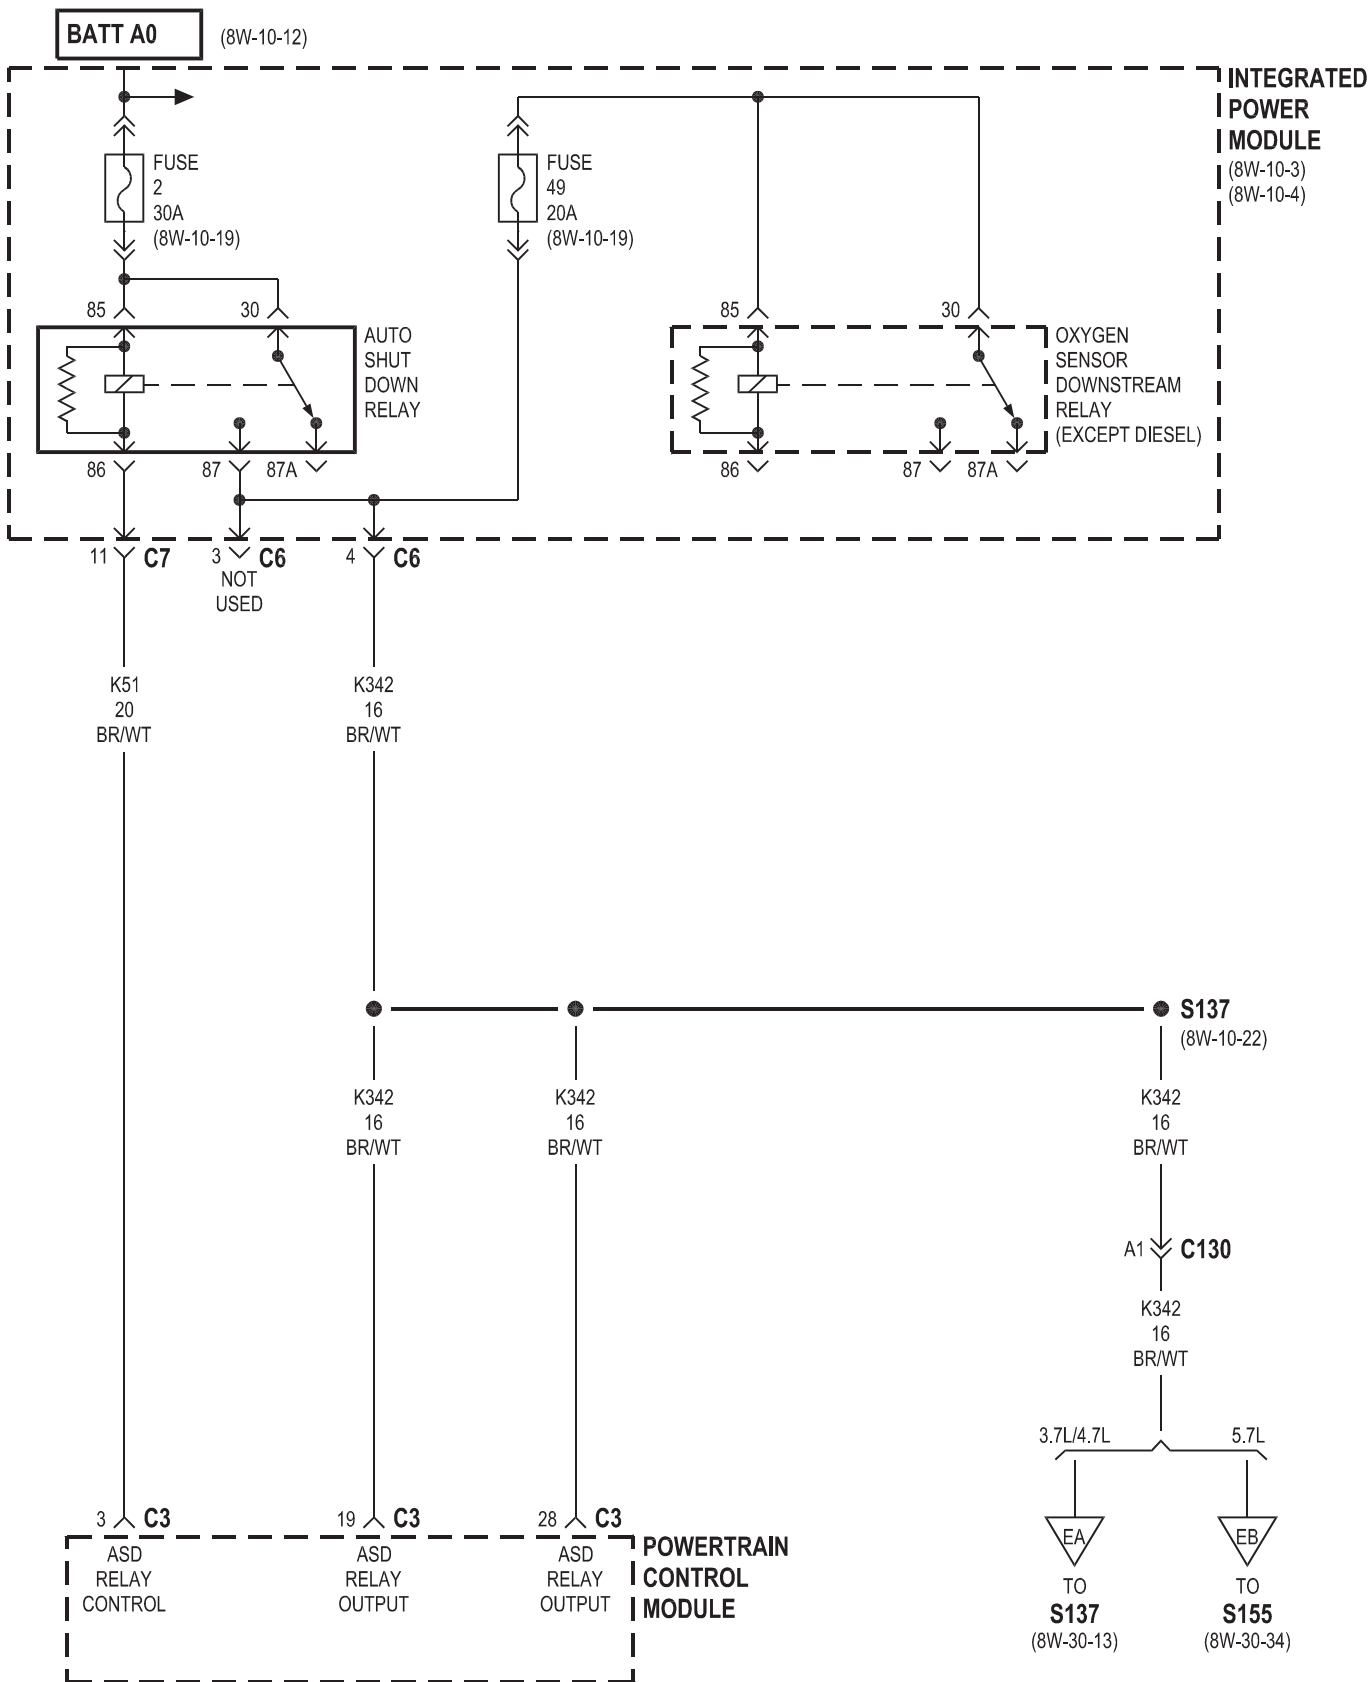 BATT A0 (8W-10-12)
INTEGRATED
POWER
MODULE
(8W-10-3)
(8W-10-4)
FUSE
2
30A
(8W-10-19)
FUSE
49
20A
(8W-10-19)
85 30
AUTO
SHUT
DOWN
RELAY
86 87 87A
85 30
OXYGEN
SENSOR
DOWNSTREAM
RELAY
(EXCEPT DIESEL)
86 87 87A
11 C7
3 C6
NOT
USED
4 C6
K51
20
BR/WT
K342
16
BR/WT
S137
(8W-10-22)
K342
16
BR/WT
K342
16
BR/WT
K342
16
BR/WT
A1 C130
K342
16
BR/WT
3.7L/4.7L 5.7L
EA
TO
S137
(8W-30-13)
EB
TO
S155
(8W-30-34)
3 C3
ASD
RELAY
CONTROL
19 C3
ASD
RELAY
OUTPUT
28 C3
ASD
RELAY
OUTPUT
POWERTRAIN
CONTROL
MODULE